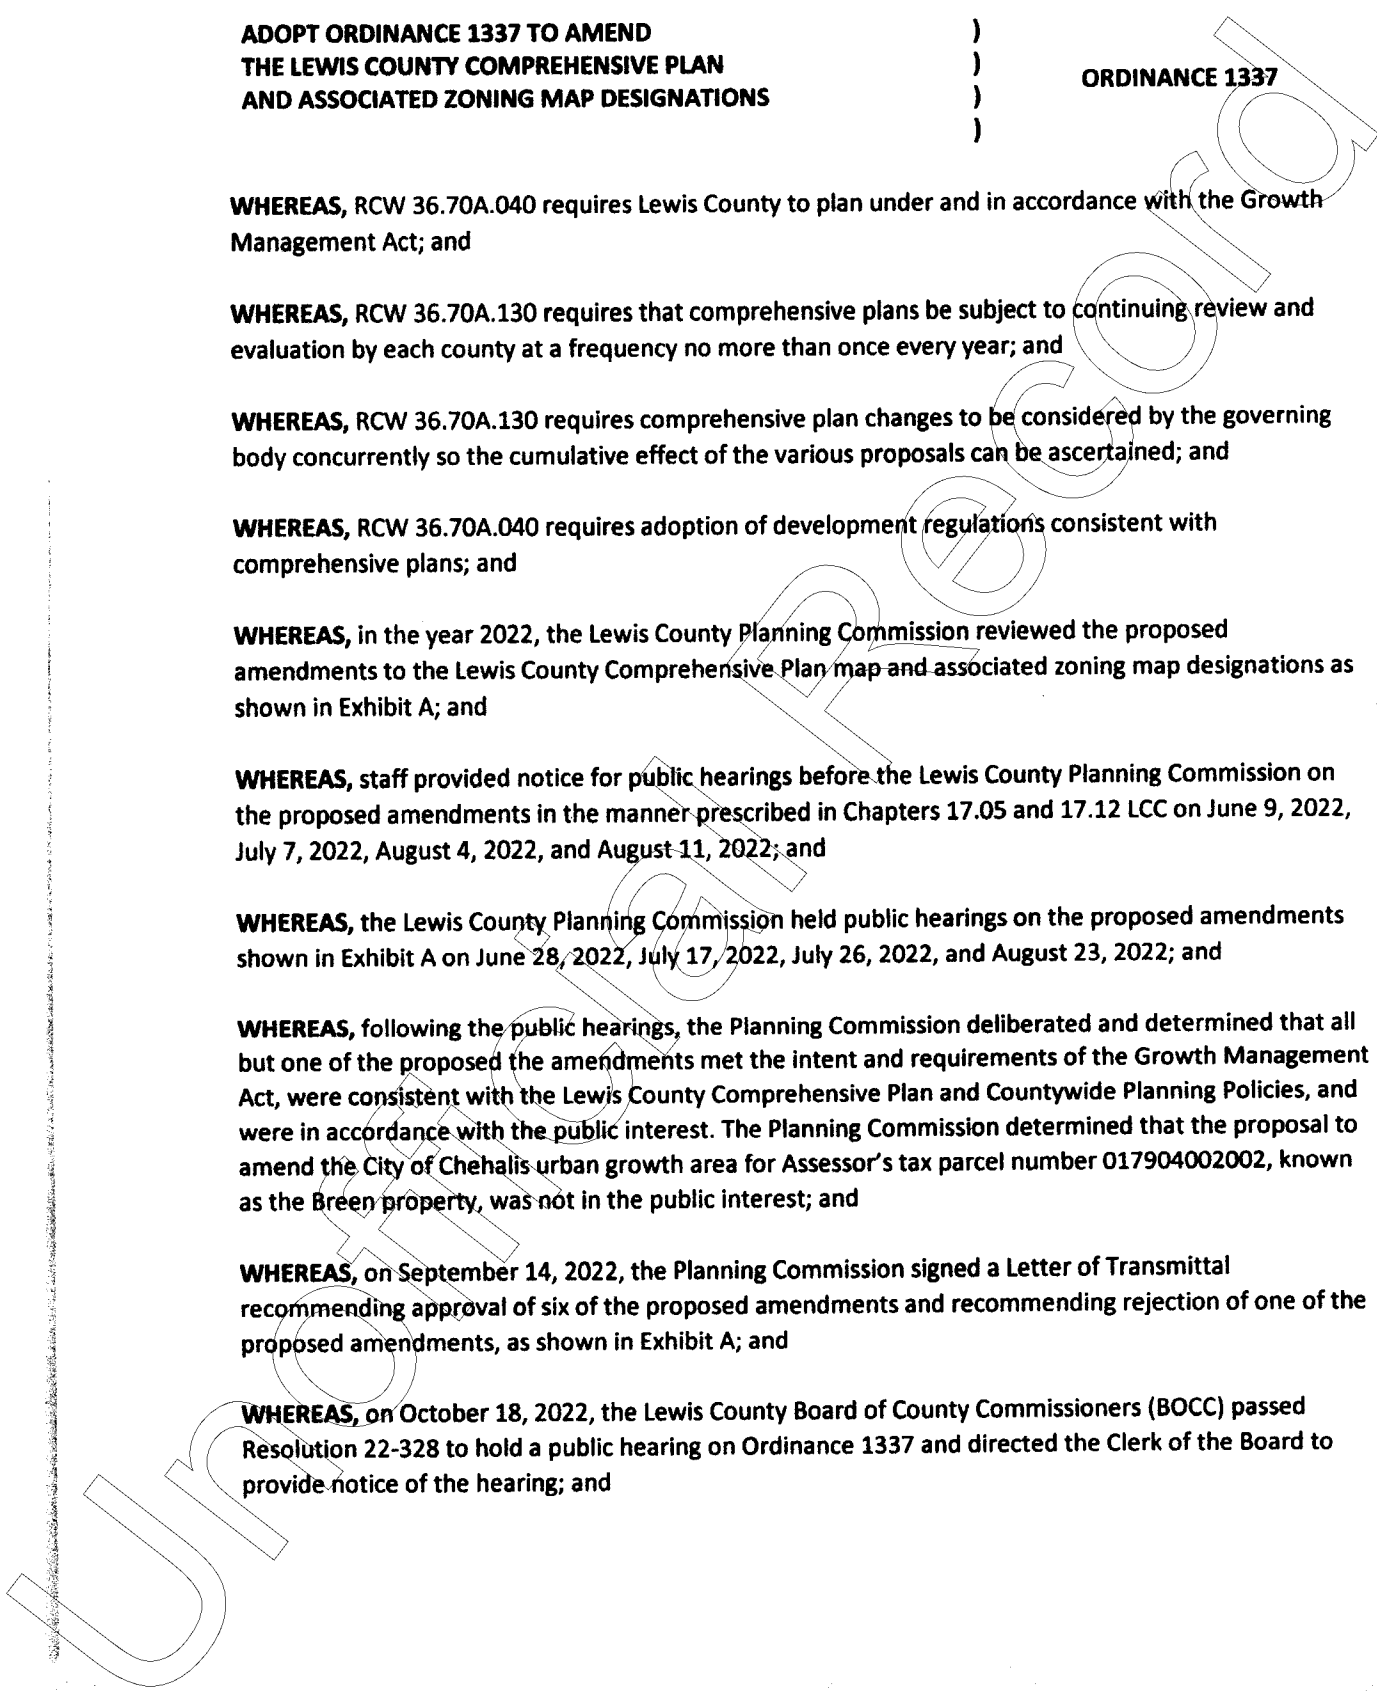 ADOPT ORDINANCE 1337 TO AMEND )
THE LEWIS COUNTY COMPREHENSIVE PLAN ) ORDINANCE 1337
AND ASSOCIATED ZONING MAP DESIGNATIONS )
)
WHEREAS, RCW 36.70A.040 requires Lewis County to plan under and in accordance with the Growth
Management Act; and
WHEREAS, RCW 36.70A.130 requires that comprehensive plans be subject to continuing review and
evaluation by each county at a frequency no more than once every year; and
WHEREAS, RCW 36.70A.130 requires comprehensive plan changes to be considered by the governing
body concurrently so the cumulative effect of the various proposals can be ascertained; and
WHEREAS, RCW 36.70A.040 requires adoption of development regulations consistent with
comprehensive plans; and
WHEREAS, in the year 2022, the Lewis County Planning Commission reviewed the proposed
amendments to the Lewis County Comprehensive Plan map and associated zoning map designations as
shown in Exhibit A; and
WHEREAS, staff provided notice for public hearings before the Lewis County Planning Commission on
the proposed amendments in the manner prescribed in Chapters 17.05 and 17.12 LCC on June 9, 2022,
July 7, 2022, August 4, 2022, and August 11, 2022; and
WHEREAS, the Lewis County Planning Commission held public hearings on the proposed amendments
shown in Exhibit A on June 28, 2022, July 17, 2022, July 26, 2022, and August 23, 2022; and
WHEREAS, following the public hearings, the Planning Commission deliberated and determined that all
but one of the proposed the amendments met the intent and requirements of the Growth Management
Act, were consistent with the Lewis County Comprehensive Plan and Countywide Planning Policies, and
were in accordance with the public interest. The Planning Commission determined that the proposal to
amend the City of Chehalis urban growth area for Assessor's tax parcel number 017904002002, known
as the Breen property, was not in the public interest; and
WHEREAS, on September 14, 2022, the Planning Commission signed a Letter of Transmittal
recommending approval of six of the proposed amendments and recommending rejection of one of the
proposed amendments, as shown in Exhibit A; and
WHEREAS, on October 18, 2022, the Lewis County Board of County Commissioners (BOCC) passed
Resolution 22-328 to hold a public hearing on Ordinance 1337 and directed the Clerk of the Board to
provide notice of the hearing; and
Unofficial Record